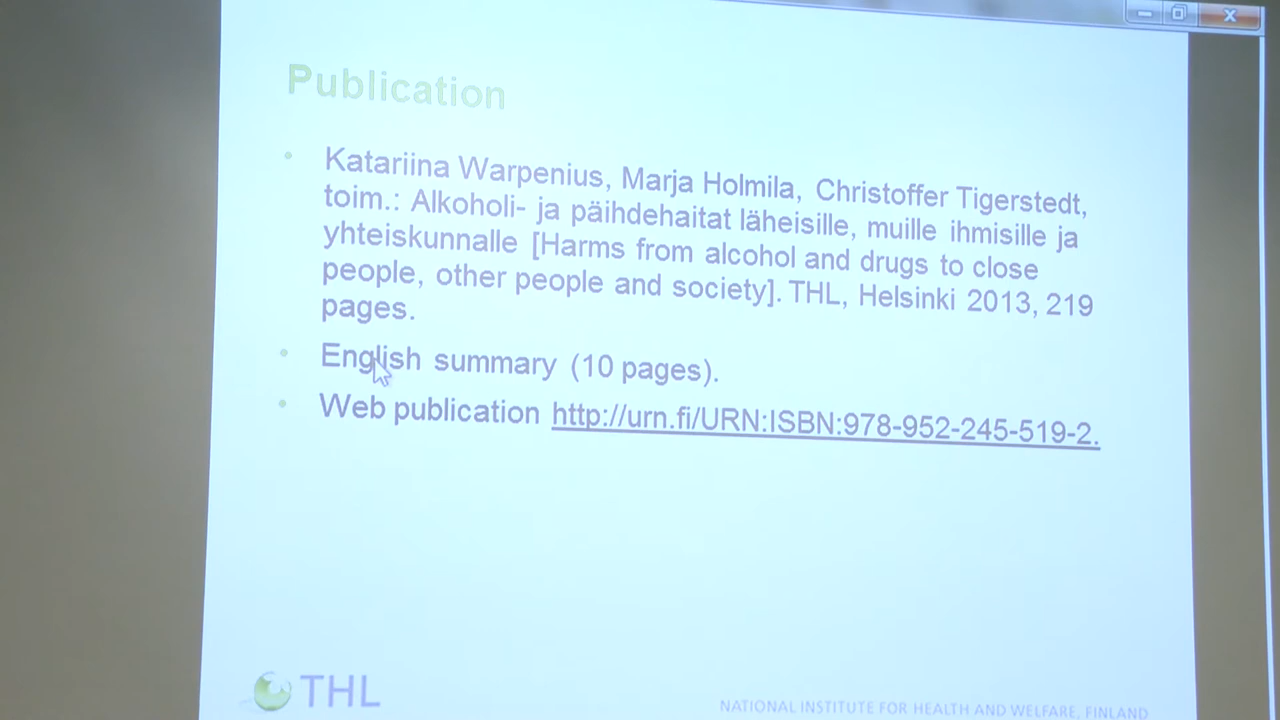 Publication
• Katariina Warpenius, Marja Holmila, Christoffer Tigerstedt,
toim.: Alkoholi- ja päihdehaitat läheisille, muille ihmisille ja
yhteiskunnalle [Harms from alcohol and drugs to close
people, other people and society]. THL, Helsinki 2013, 219
pages.
• English summary (10 pages).
• Web publication http://urn.fi/URN:ISBN:978-952-245-519-2.
THL
NATIONAL INSTITUTE FOR HEALTH AND WELFARE, FINLAND